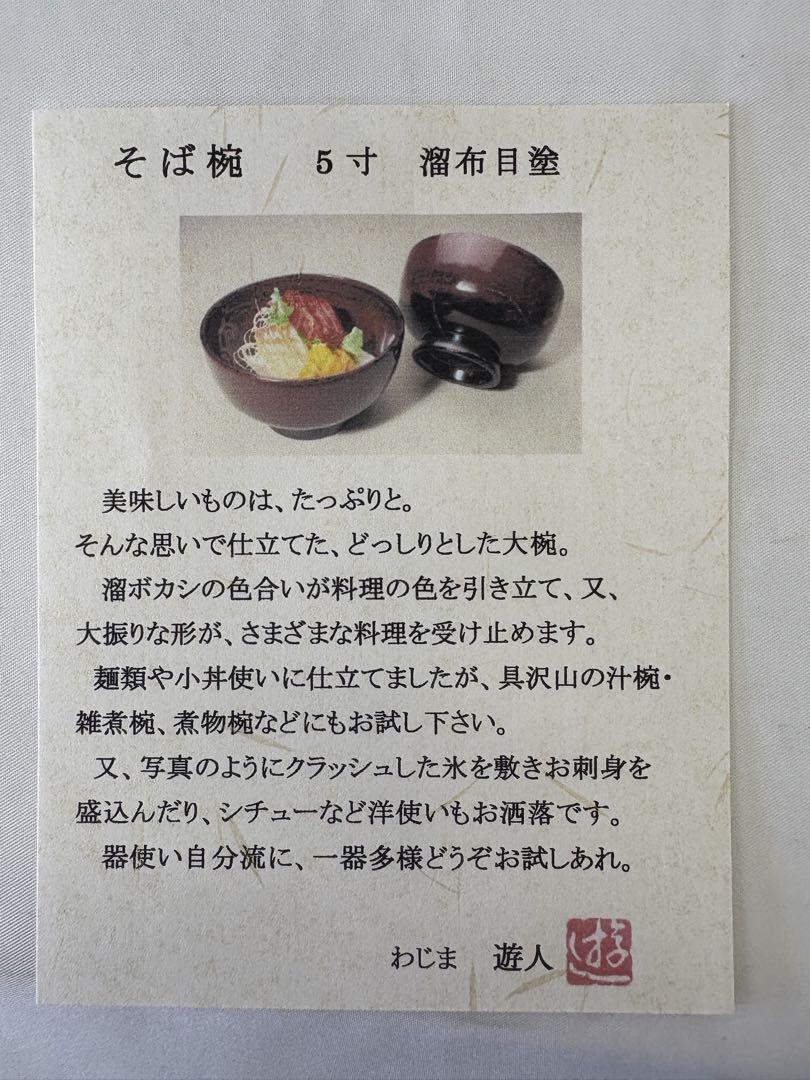 そば椀　５寸　溜布目塗
美味しいものは、たっぷりと。
そんな思いで仕立てた、どっしりとした大椀。
溜ボカシの色合いが料理の色を引き立て、又、
大振りな形が、さまざまな料理を受け止めます。
麺類や小丼使いに仕立てましたが、具沢山の汁椀・
雑煮椀、煮物椀などにもお試し下さい。
又、写真のようにクラッシュした氷を敷きお刺身を
盛込んだり、シチューなど洋使いもお洒落です。
器使い自分流に、一器多様どうぞお試しあれ。
わじま　遊人